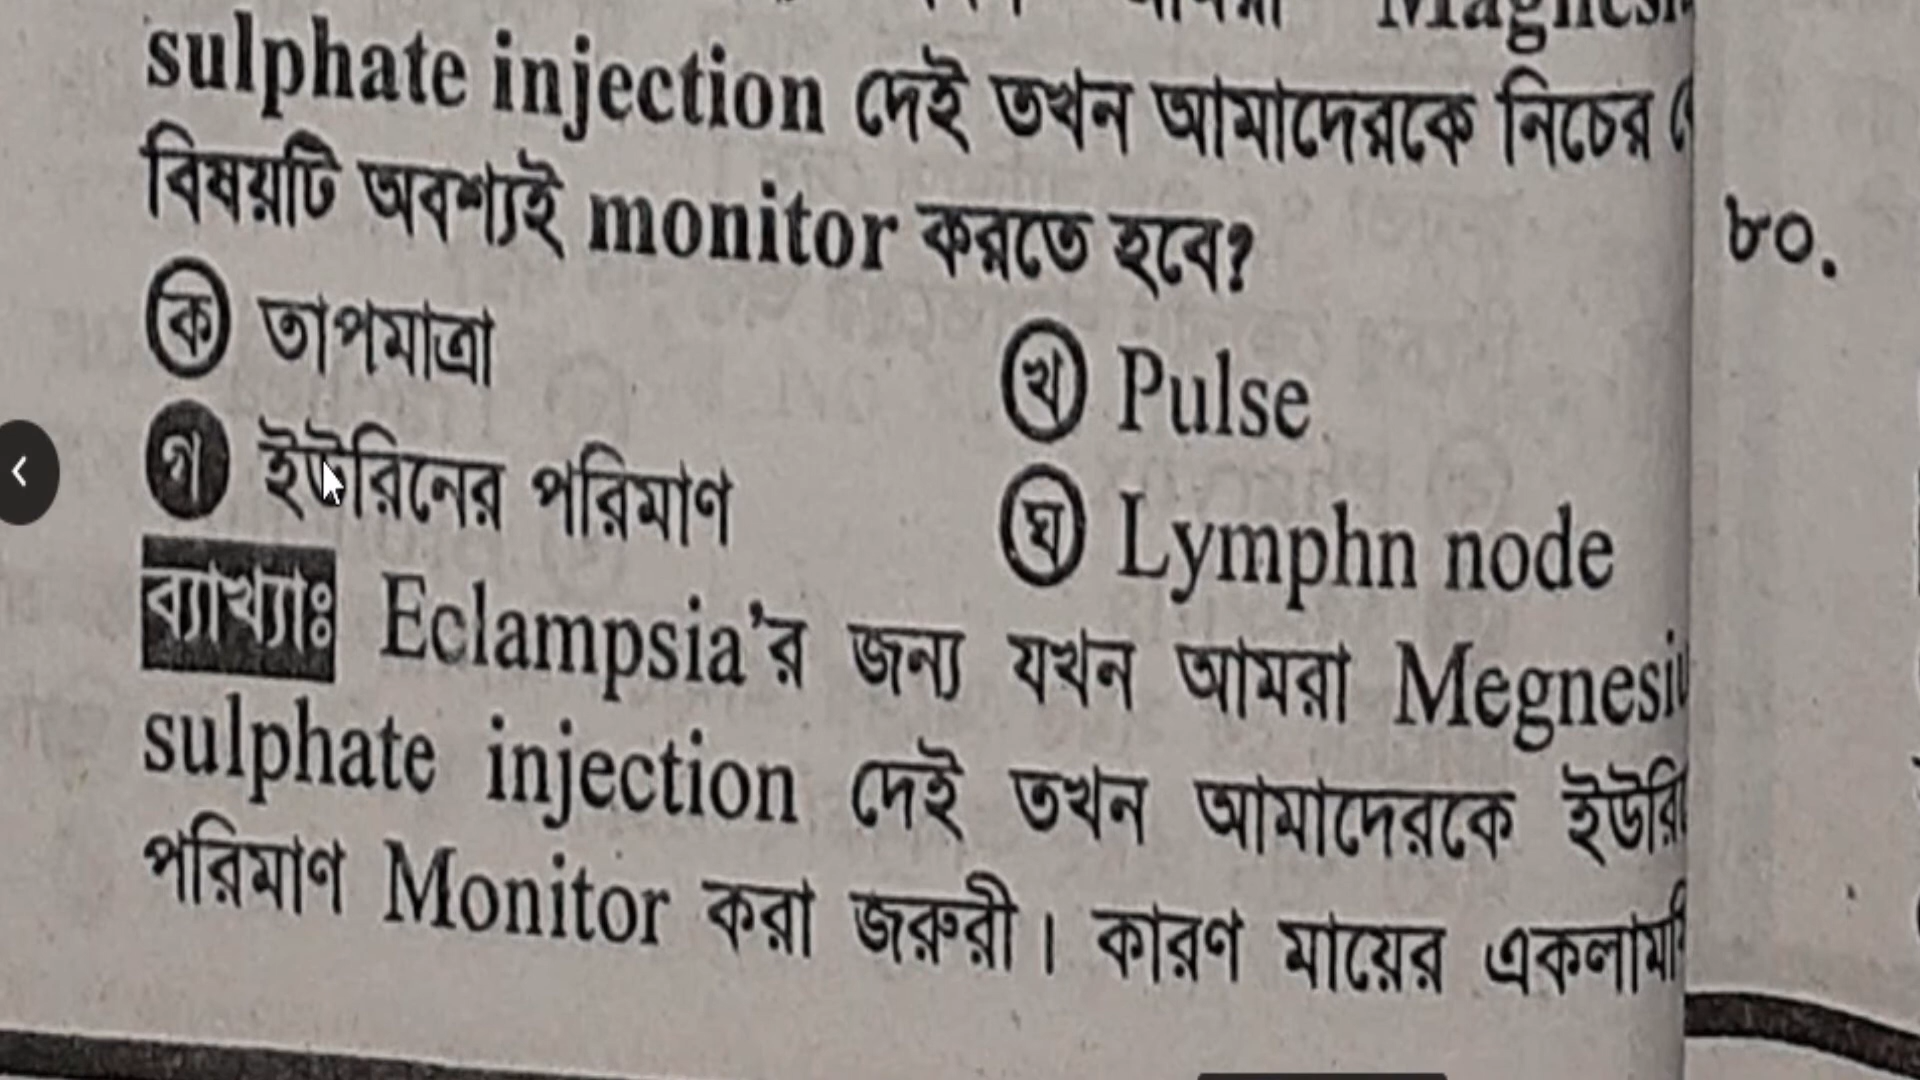 sulphate injection দেই তখন আমাদেরকে নিচের
বিষয়টি অবশ্যই monitor করতে হবে?
ক তাপমাত্রা
খ Pulse
গ ইউরিনের পরিমাণ
ঘ Lymphn node
ব্যাখ্যাঃ Eclampsia'র জন্য যখন আমরা
sulphate injection দেই তখন আমাদেরকে
পরিমাণ Monitor করা জরুরী। কারণ মায়ের
৮০.